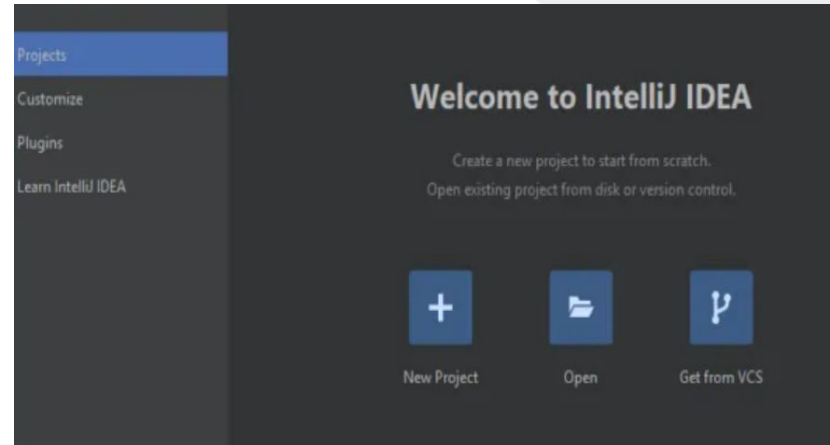 Projects
Customize
Plugins
Learn IntelliJ IDEA
Welcome to IntelliJ IDEA
Create a new project to start from scratch.
Open existing project from disk or version control.
New Project
Open
Get from VCS